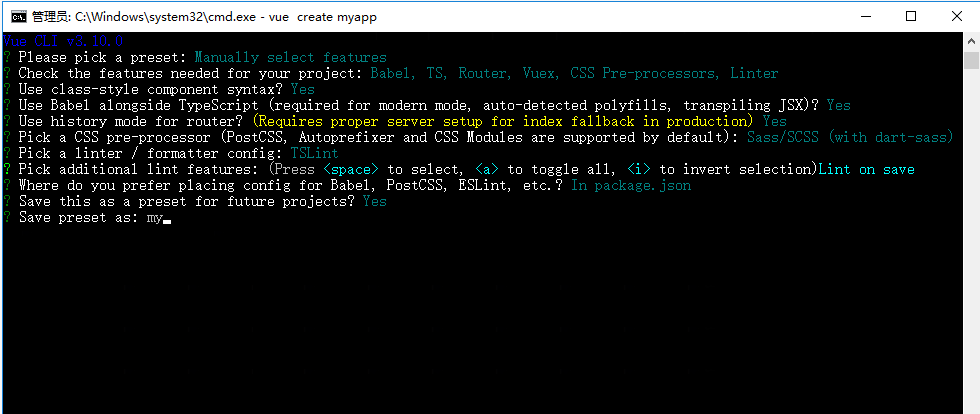 管理员: C:\Windows\system32\cmd.exe - vue  create myapp
Vue CLI v3.10.0
? Please pick a preset: Manually select features
? Check the features needed for your project: Babel, TS, Router, Vuex, CSS Pre-processors, Linter
? Use class-style component syntax? Yes
? Use Babel alongside TypeScript (required for modern mode, auto-detected polyfills, transpiling JSX)? Yes
? Use history mode for router? (Requires proper server setup for index fallback in production) Yes
? Pick a CSS pre-processor (PostCSS, Autoprefixer and CSS Modules are supported by default): Sass/SCSS (with dart-sass)
? Pick a linter / formatter config: TSLint
? Pick additional lint features: (Press <space> to select, <a> to toggle all, <i> to invert selection)Lint on save
? Where do you prefer placing config for Babel, PostCSS, ESLint, etc.? In package.json
? Save this as a preset for future projects? Yes
? Save preset as: my